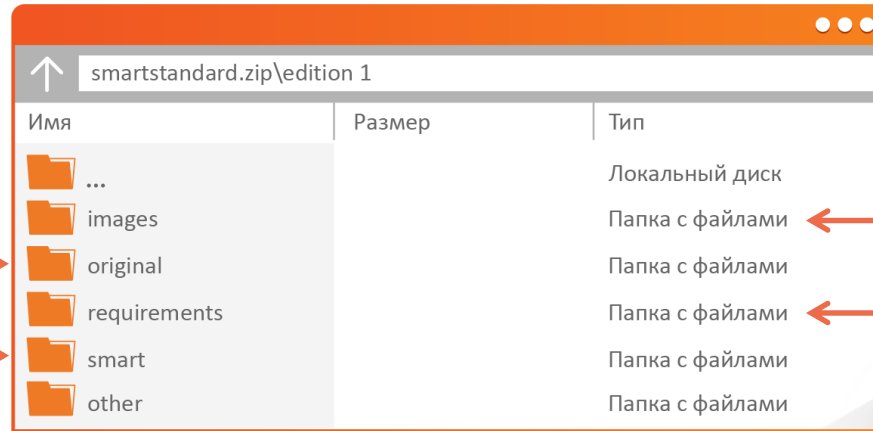 smartstandard.zip\edition 1
Имя Размер Тип
... Локальный диск
images Папка с файлами
original Папка с файлами
requirements Папка с файлами
smart Папка с файлами
other Папка с файлами